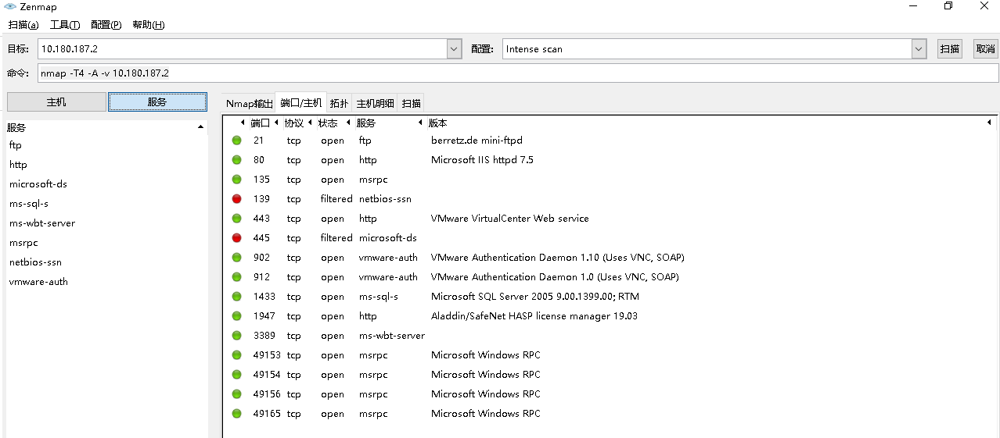 Zenmap
扫描(a) 工具(T) 配置(P) 帮助(H)
目标: 10.180.187.2 配置: Intense scan 扫描 取消
命令: nmap -T4 -A -v 10.180.187.2
主机 服务 Nmap输出 端口/主机 拓扑 主机明细 扫描
服务
ftp
http
microsoft-ds
ms-sql-s
ms-wbt-server
msrpc
netbios-ssn
vmware-auth
端口 协议 状态 服务 版本
21 tcp open ftp berretz.de mini-ftpd
80 tcp open http Microsoft IIS httpd 7.5
135 tcp open msrpc
139 tcp filtered netbios-ssn
443 tcp open http VMware VirtualCenter Web service
445 tcp filtered microsoft-ds
902 tcp open vmware-auth VMware Authentication Daemon 1.10 (Uses VNC, SOAP)
912 tcp open vmware-auth VMware Authentication Daemon 1.0 (Uses VNC, SOAP)
1433 tcp open ms-sql-s Microsoft SQL Server 2005 9.00.1399.00; RTM
1947 tcp open http Aladdin/SafeNet HASP license manager 19.03
3389 tcp open ms-wbt-server
49153 tcp open msrpc Microsoft Windows RPC
49154 tcp open msrpc Microsoft Windows RPC
49156 tcp open msrpc Microsoft Windows RPC
49165 tcp open msrpc Microsoft Windows RPC